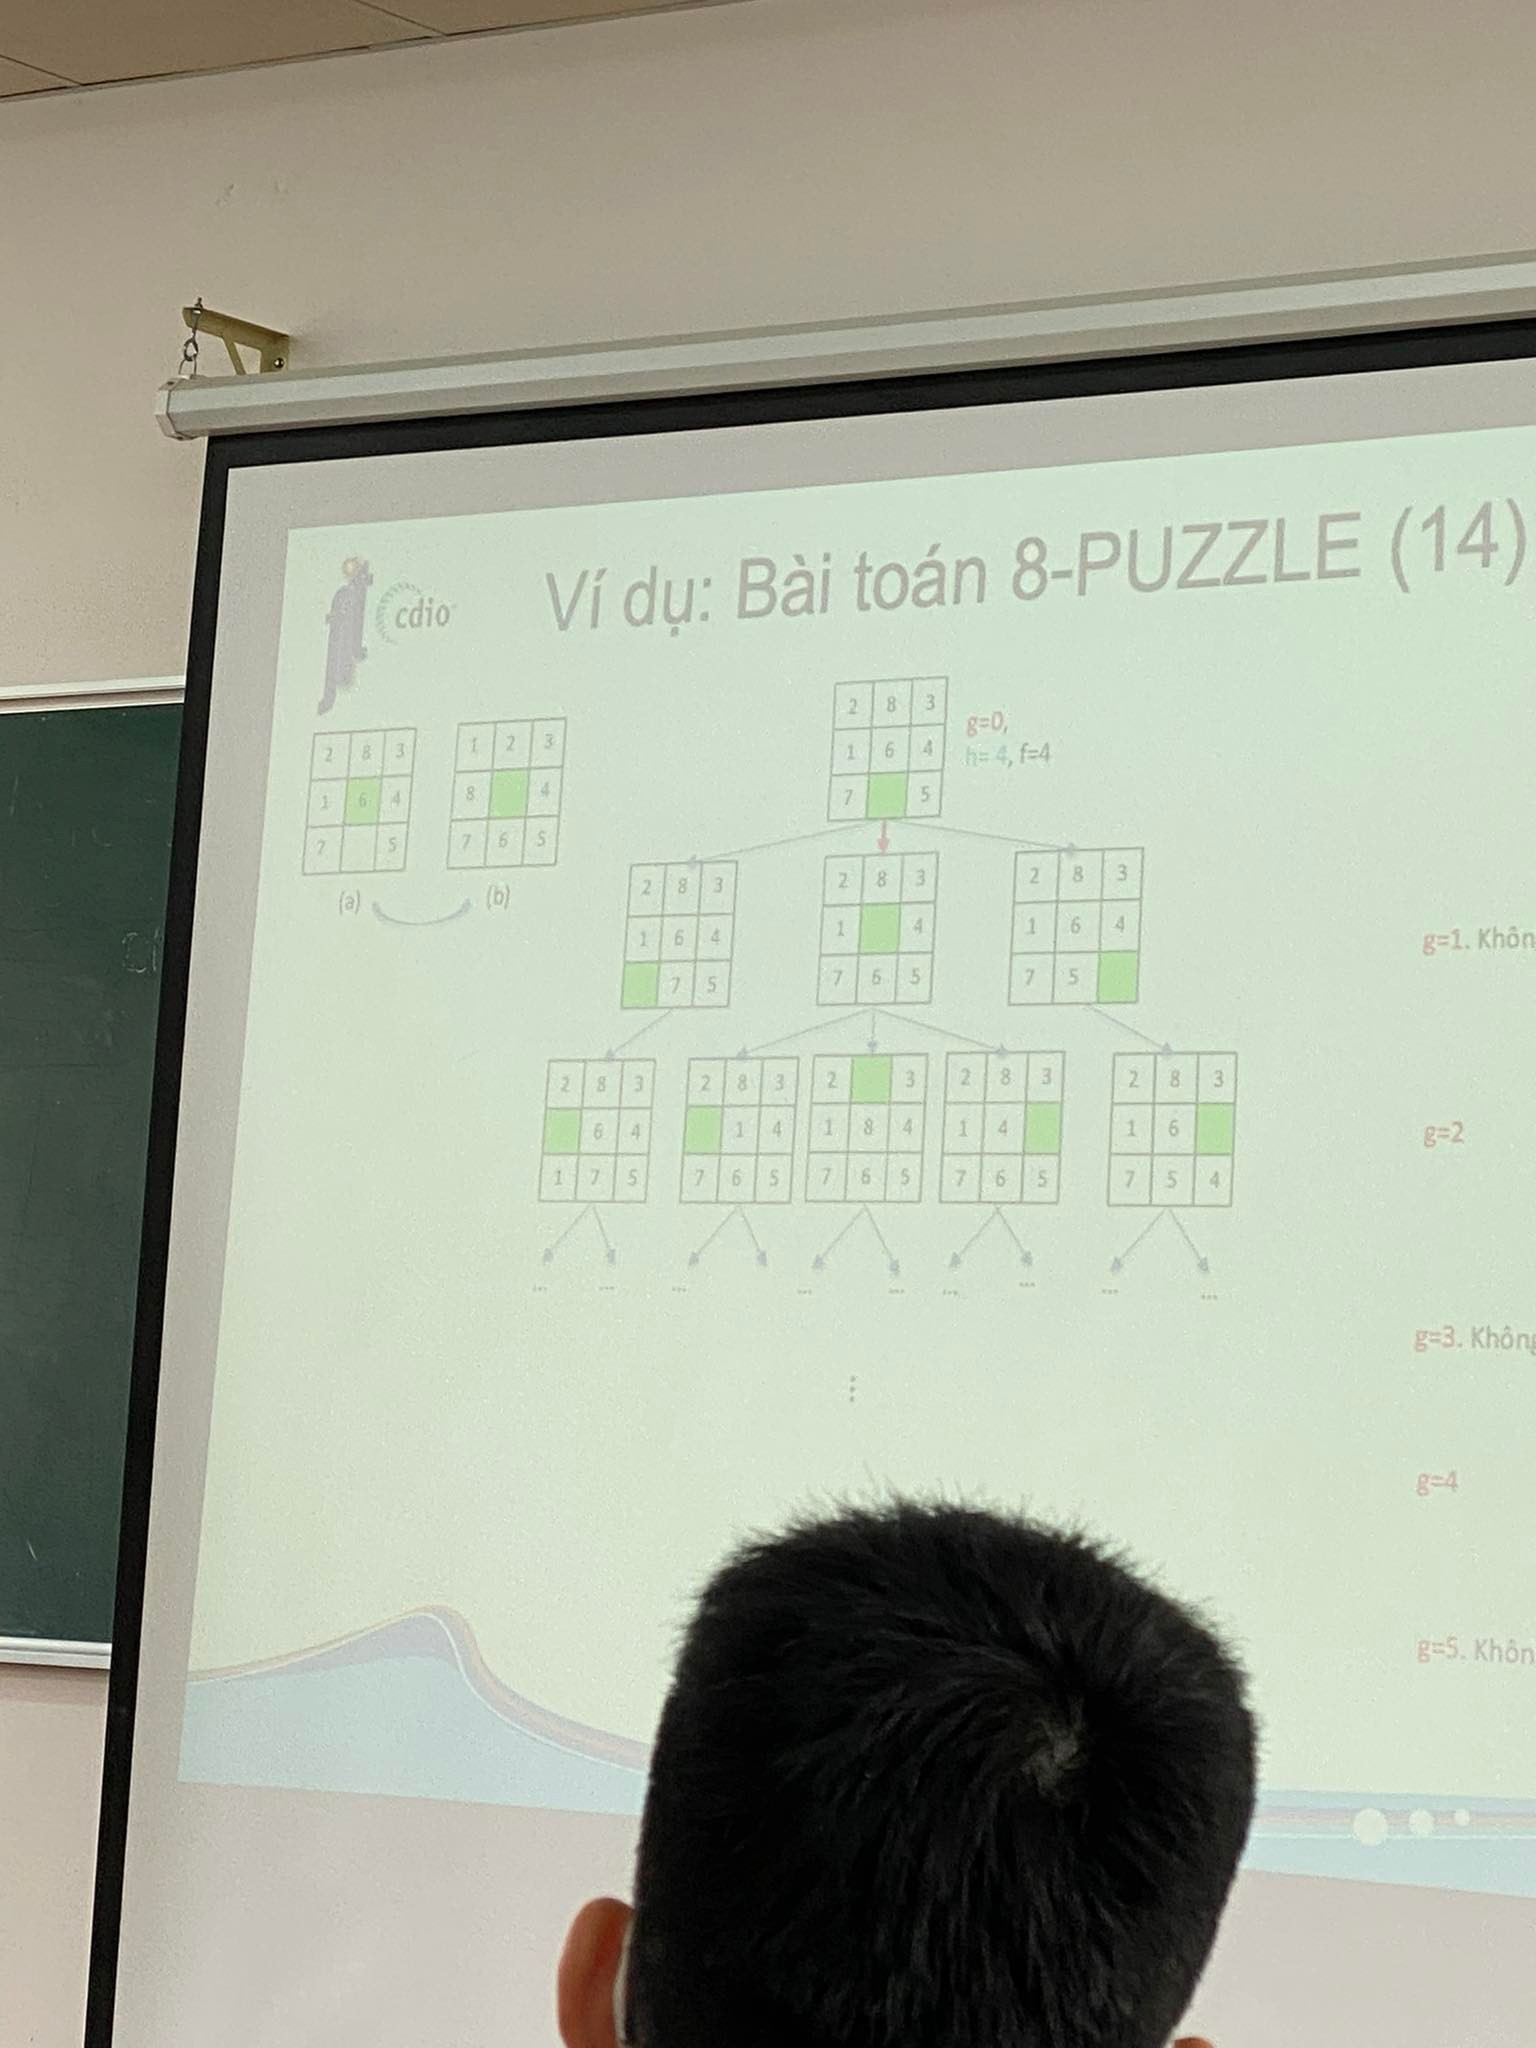 cdio
Ví dụ: Bài toán 8-PUZZLE (14)
2 8 3
1 6 4
7 5
(a)
1 2 3
8 4
7 6 5
(b)
2 8 3
1 6 4
7 5
g=0,
h= 4, f=4
2 8 3
1 6 4
7 5
2 8 3
1 4
7 6 5
2 8 3
1 6 4
7 5
g=1. Khôn
2 8 3
6 4
1 7 5
2 8 3
1 4
7 6 5
2 3
1 8 4
7 6 5
2 8 3
1 4
7 6 5
2 8 3
1 6
7 5 4
g=2
... ... ... ... ... ... ... ... ...
g=3. Không
⋮
g=4
g=5. Khôn